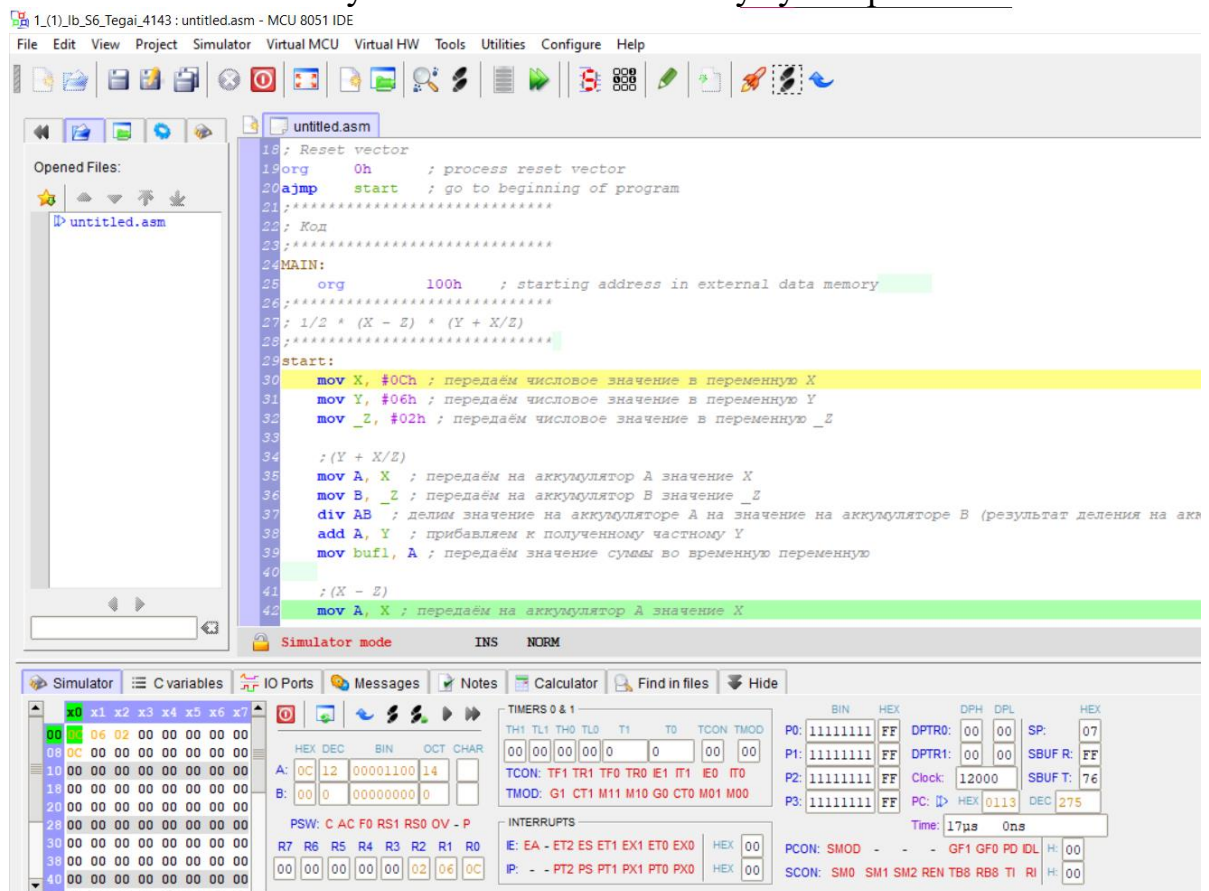 1_(1)_lb_S6_Tegai_4143 : untitled.asm - MCU 8051 IDE
File Edit View Project Simulator Virtual MCU Virtual HW Tools Utilities Configure Help
untitled.asm
Opened Files:
untitled.asm
18 ; Reset vector
19 org 0h ; process reset vector
20 ajmp start ; go to beginning of program
21 ;*****************************
22 ; Код
23 ;*****************************
24 MAIN:
25 org 100h ; starting address in external data memory
26 ;*****************************
27 ; 1/2 * (X - Z) * (Y + X/Z)
28 ;*****************************
29 start:
30 mov X, #0Ch ; передаём числовое значение в переменную X
31 mov Y, #06h ; передаём числовое значение в переменную Y
32 mov _Z, #02h ; передаём числовое значение в переменную _Z
33
34 ;(Y + X/Z)
35 mov A, X ; передаём на аккумулятор A значение X
36 mov B, _Z ; передаём на аккумулятор B значение _Z
37 div AB ; делим значение на аккумуляторе A на значение на аккумуляторе B (результат деления на акк
38 add A, Y ; прибавляем к полученному частному Y
39 mov buf1, A ; передаём значение суммы во временную переменную
40
41 ;(X - Z)
42 mov A, X ; передаём на аккумулятор A значение X
Simulator mode INS NORM
Simulator C variables IO Ports Messages Notes Calculator Find in files Hide
x0 x1 x2 x3 x4 x5 x6 x7
00 0C 06 02 00 00 00 00 00
08 0C 00 00 00 00 00 00 00
10 00 00 00 00 00 00 00 00
18 00 00 00 00 00 00 00 00
20 00 00 00 00 00 00 00 00
28 00 00 00 00 00 00 00 00
30 00 00 00 00 00 00 00 00
38 00 00 00 00 00 00 00 00
40 00 00 00 00 00 00 00 00
HEX DEC BIN OCT CHAR
A: 0C 12 00001100 14
B: 00 0 00000000 0
PSW: C AC F0 RS1 RS0 OV - P
R7 R6 R5 R4 R3 R2 R1 R0
00 00 00 00 00 02 06 0C
TIMERS 0 & 1
TH1 TL1 TH0 TL0 T1 T0 TCON TMOD
00 00 00 00 0 0 00 00
TCON: TF1 TR1 TF0 TR0 IE1 IT1 IE0 IT0
TMOD: G1 CT1 M11 M10 G0 CT0 M01 M00
INTERRUPTS
IE: EA - ET2 ES ET1 EX1 ET0 EX0 HEX 00
IP: - - PT2 PS PT1 PX1 PT0 PX0 HEX 00
BIN HEX
P0: 11111111 FF
P1: 11111111 FF
P2: 11111111 FF
P3: 11111111 FF
DPH DPL HEX
DPTR0: 00 00 SP: 07
DPTR1: 00 00 SBUF R: FF
Clock: 12000 SBUF T: 76
PC: HEX 0113 DEC 275
Time: 17µs 0ns
PCON: SMOD - - - GF1 GF0 PD IDL H: 00
SCON: SM0 SM1 SM2 REN TB8 RB8 TI RI H: 00